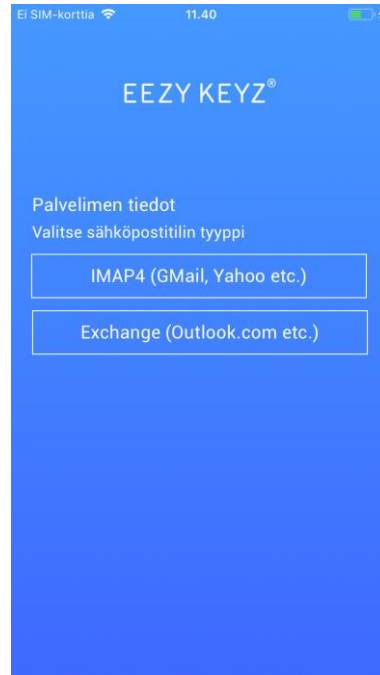 Ei SIM-korttia 11.40
EEZY KEYZ®
Palvelimen tiedot
Valitse sähköpostitilin tyyppi
IMAP4 (GMail, Yahoo etc.)
Exchange (Outlook.com etc.)